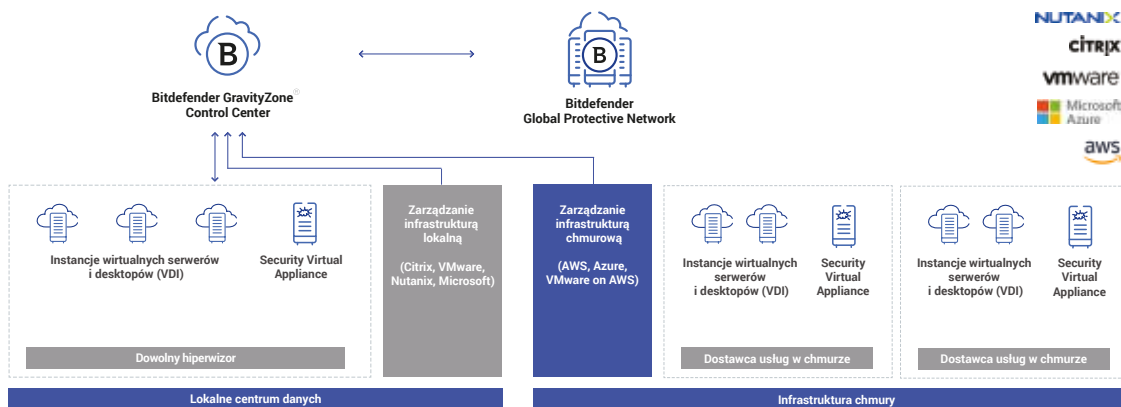 NUTANIX
CİTRIX
vmware
Microsoft
Azure
aws
B
B
Bitdefender GravityZone®
Control Center
Bitdefender
Global Protective Network
Instancje wirtualnych serwerów
i desktopów (VDI)
Security Virtual
Appliance
Dowolny hiperwizor
Zarządzanie
infrastrukturą
lokalną
(Citrix, VMware,
Nutanix, Microsoft)
Lokalne centrum danych
Zarządzanie
infrastrukturą
chmurową
(AWS, Azure,
VMware on AWS)
Instancje wirtualnych
serwerów
i desktopów (VDI)
Security
Virtual
Appliance
Dostawca usług w chmurze
Instancje wirtualnych
serwerów
i desktopów (VDI)
Security
Virtual
Appliance
Dostawca usług w chmurze
Infrastruktura chmury